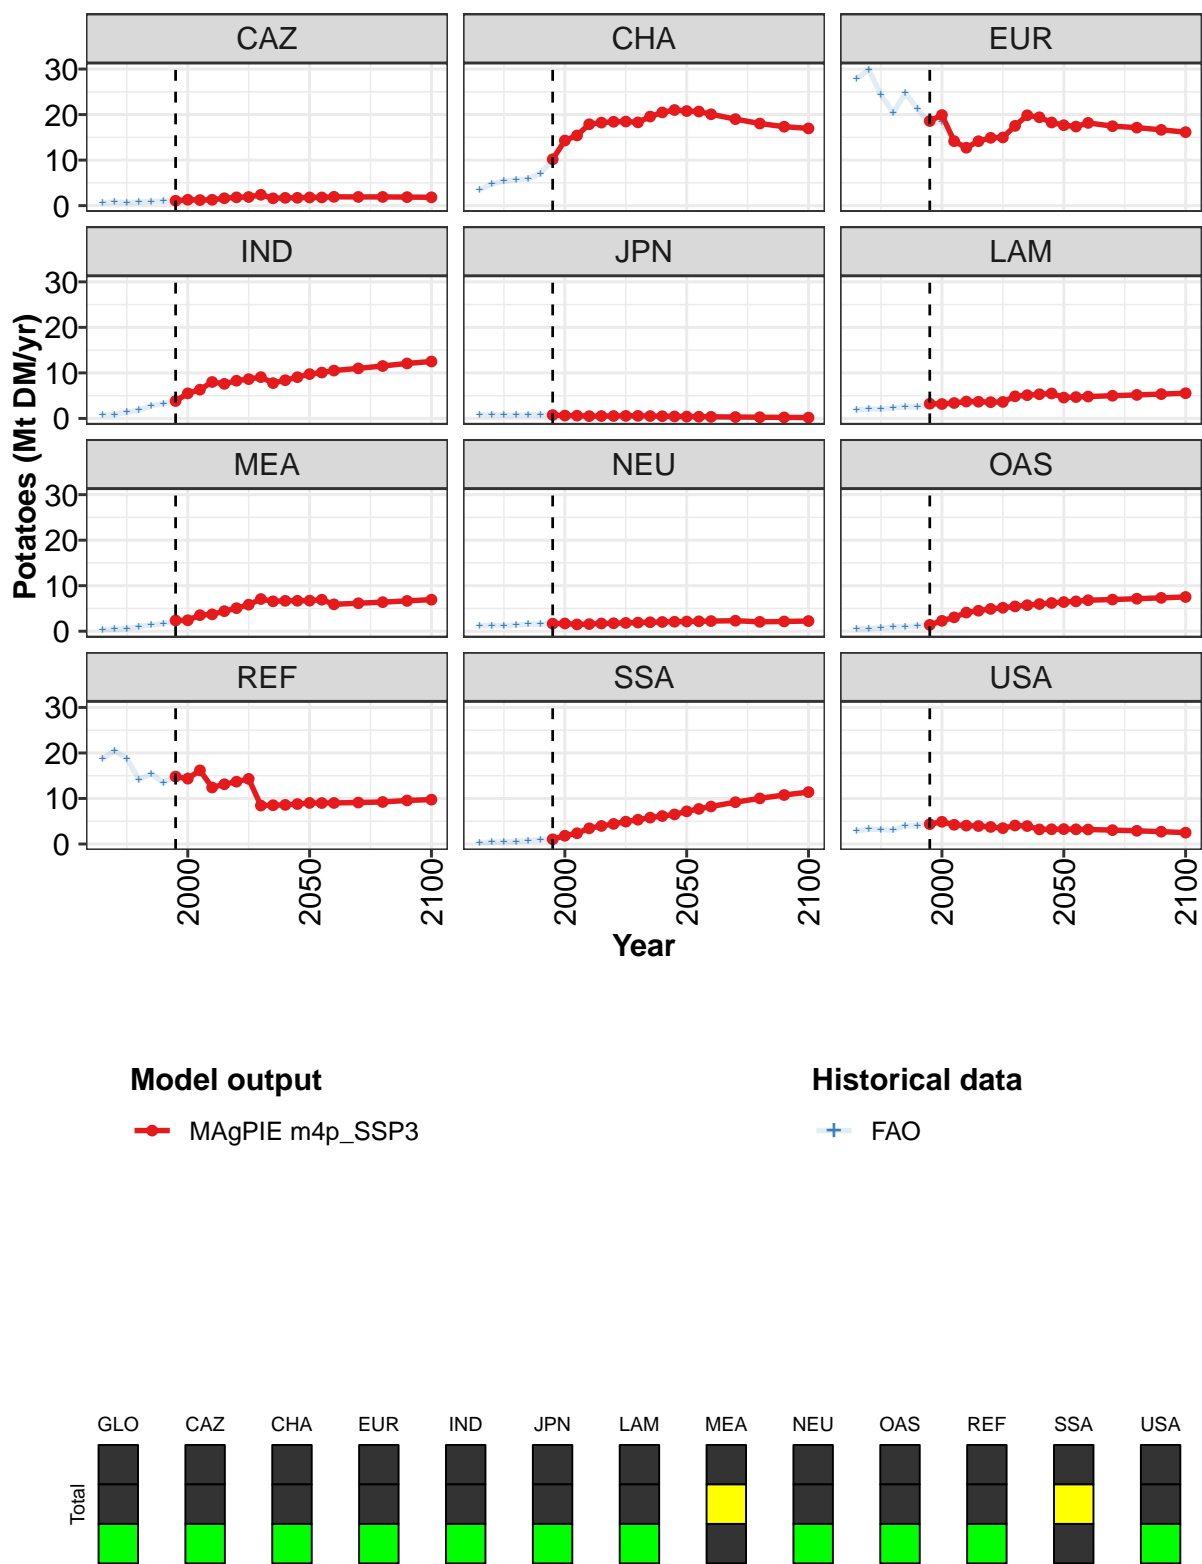 CAZ CHA EUR
30
20
10
0
IND JPN LAM
30
20
10
0
MEA NEU OAS
30
20
10
0
REF SSA USA
30
20
10
0
2000 2050 2100 2000 2050 2100 2000 2050 2100
Year
Potatoes (Mt DM/yr)
Model output Historical data
MAgPIE m4p_SSP3 FAO
GLO CAZ CHA EUR IND JPN LAM MEA NEU OAS REF SSA USA
Total